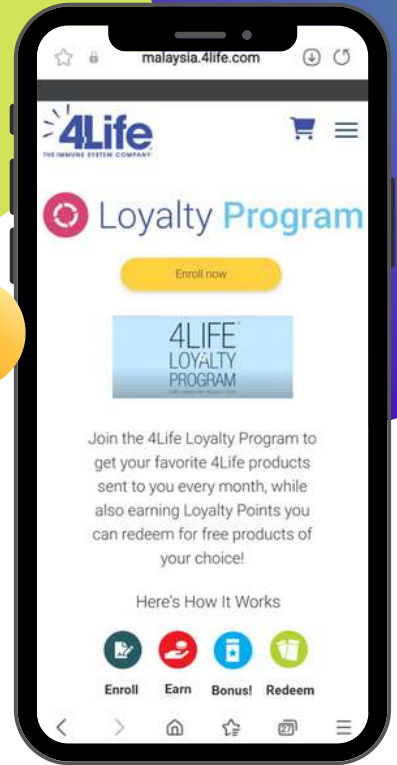 malaysia.4life.com
4Life
THE IMMUNE SYSTEM COMPANY
Loyalty Program
Enroll now
4LIFE
LOYALTY
PROGRAM
Join the 4Life Loyalty Program to
get your favorite 4Life products
sent to you every month, while
also earning Loyalty Points you
can redeem for free products of
your choice!
Here's How It Works
Enroll Earn Bonus! Redeem
27